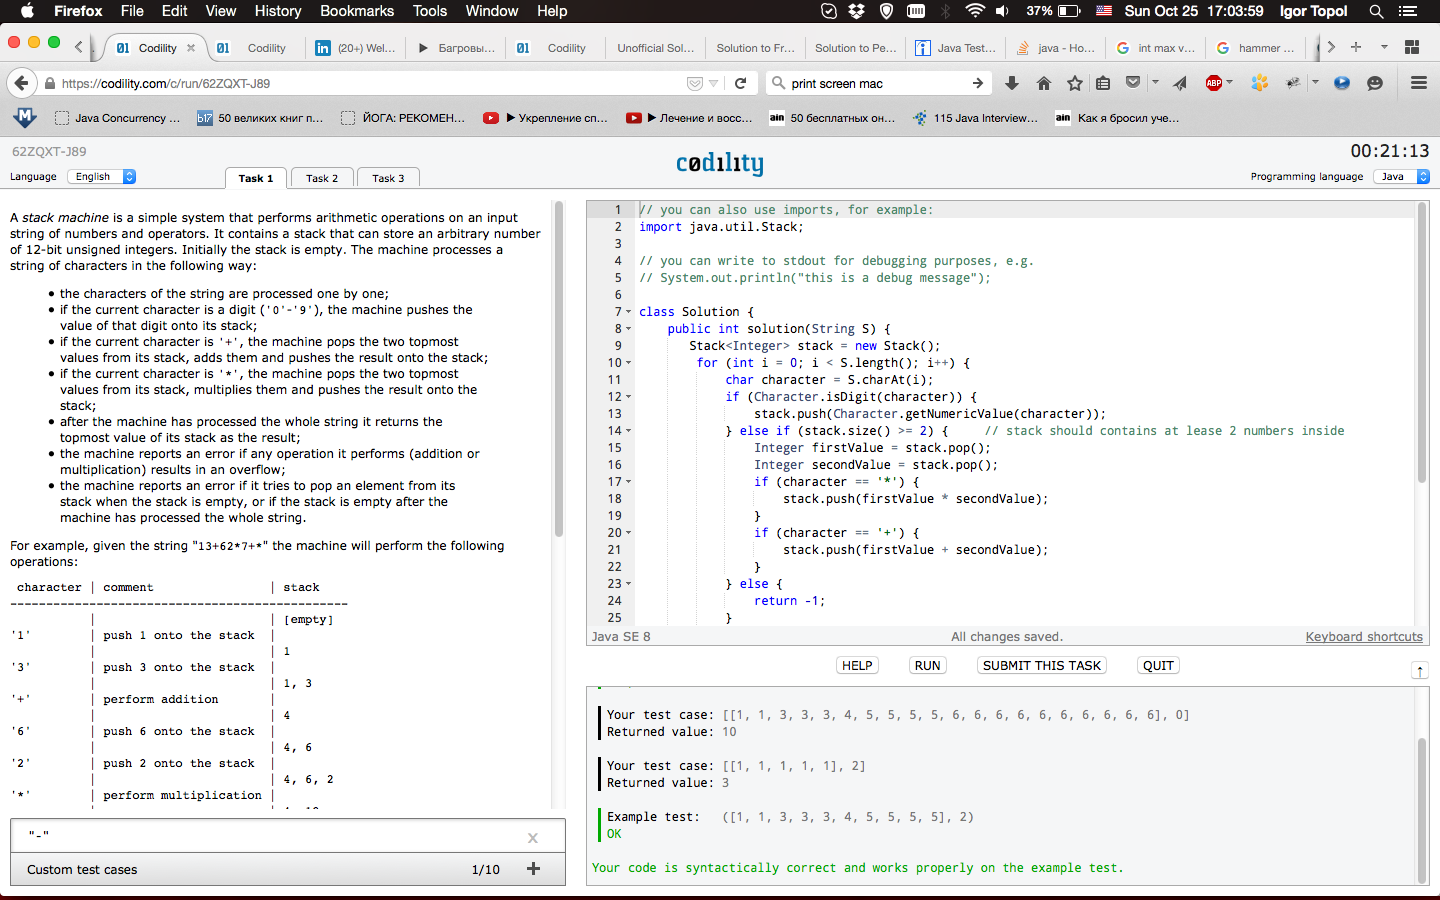 Firefox File Edit View History Bookmarks Tools Window Help 37% Sun Oct 25 17:03:59 Igor Topol
Codility Codility (20+) Wel... Багровы... Codility Unofficial Sol... Solution to Fr... Solution to Pe... Java Test... java - Ho... int max v... hammer ...
https://codility.com/c/run/62ZQXT-J89 print screen mac
Java Concurrency ... 50 великих книг п... ЙОГА: РЕКОМЕН... Укрепление сп... Лечение и восс... 50 бесплатных он... 115 Java Interview... Как я бросил уче...
62ZQXT-J89
codility
00:21:13
Language English
Task 1 Task 2 Task 3
Programming language Java
A stack machine is a simple system that performs arithmetic operations on an input
string of numbers and operators. It contains a stack that can store an arbitrary number
of 12-bit unsigned integers. Initially the stack is empty. The machine processes a
string of characters in the following way:
• the characters of the string are processed one by one;
• if the current character is a digit ('0'-'9'), the machine pushes the
value of that digit onto its stack;
• if the current character is '+', the machine pops the two topmost
values from its stack, adds them and pushes the result onto the stack;
• if the current character is '*', the machine pops the two topmost
values from its stack, multiplies them and pushes the result onto the
stack;
• after the machine has processed the whole string it returns the
topmost value of its stack as the result;
• the machine reports an error if any operation it performs (addition or
multiplication) results in an overflow;
• the machine reports an error if it tries to pop an element from its
stack when the stack is empty, or if the stack is empty after the
machine has processed the whole string.
For example, given the string "13+62*7+*" the machine will perform the following
operations:
character | comment | stack
-----------------------------------------------
| | [empty]
'1' | push 1 onto the stack |
| | 1
'3' | push 3 onto the stack |
| | 1, 3
'+' | perform addition |
| | 4
'6' | push 6 onto the stack |
| | 4, 6
'2' | push 2 onto the stack |
| | 4, 6, 2
'*' | perform multiplication |
"-" x
Custom test cases 1/10 +
1 // you can also use imports, for example:
2 import java.util.Stack;
3
4 // you can write to stdout for debugging purposes, e.g.
5 // System.out.println("this is a debug message");
6
7 class Solution {
8 public int solution(String S) {
9 Stack<Integer> stack = new Stack();
10 for (int i = 0; i < S.length(); i++) {
11 char character = S.charAt(i);
12 if (Character.isDigit(character)) {
13 stack.push(Character.getNumericValue(character));
14 } else if (stack.size() >= 2) { // stack should contains at lease 2 numbers inside
15 Integer firstValue = stack.pop();
16 Integer secondValue = stack.pop();
17 if (character == '*') {
18 stack.push(firstValue * secondValue);
19 }
20 if (character == '+') {
21 stack.push(firstValue + secondValue);
22 }
23 } else {
24 return -1;
25 }
Java SE 8 All changes saved. Keyboard shortcuts
HELP RUN SUBMIT THIS TASK QUIT ↑
Your test case: [[1, 1, 3, 3, 3, 4, 5, 5, 5, 5, 6, 6, 6, 6, 6, 6, 6, 6, 6, 6], 0]
Returned value: 10
Your test case: [[1, 1, 1, 1, 1], 2]
Returned value: 3
Example test: ([1, 1, 3, 3, 3, 4, 5, 5, 5, 5], 2)
OK
Your code is syntactically correct and works properly on the example test.